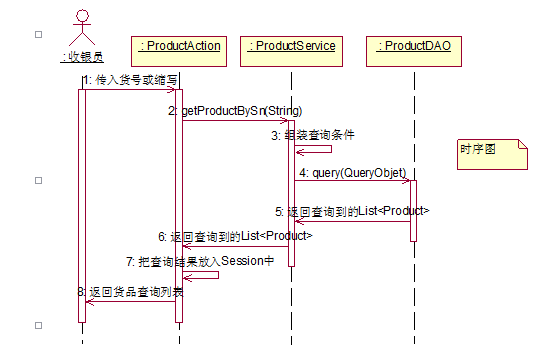 : ProductAction
: ProductService
: ProductDAO
: 收银员
1: 传入货号或缩写
2: getProductBySn(String)
3: 组装查询条件
时序图
4: query(QueryObjet)
5: 返回查询到的List<Product>
6: 返回查询到的List<Product>
7: 把查询结果放入Session中
8: 返回货品查询列表